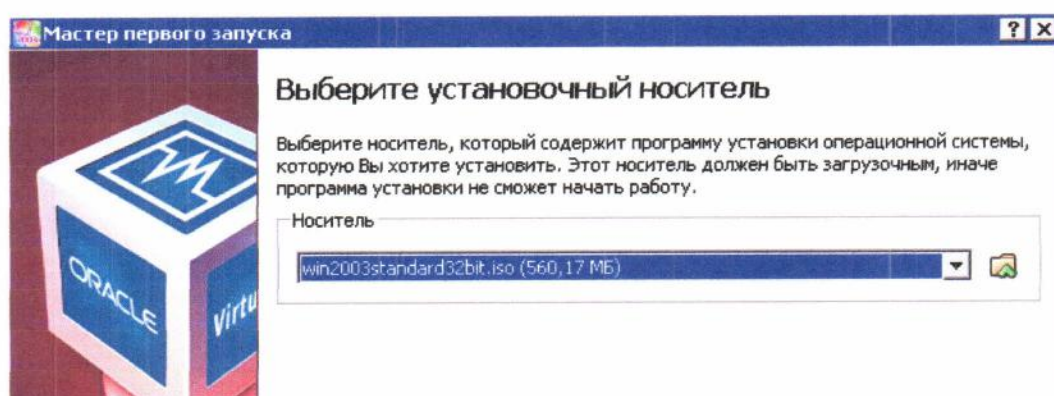 Мастер первого запуска
Выберите установочный носитель
Выберите носитель, который содержит программу установки операционной системы,
которую Вы хотите установить. Этот носитель должен быть загрузочным, иначе
программа установки не сможет начать работу.
Носитель
win2003standard32bit.iso (560,17 МБ)
ORACLE
Virtu